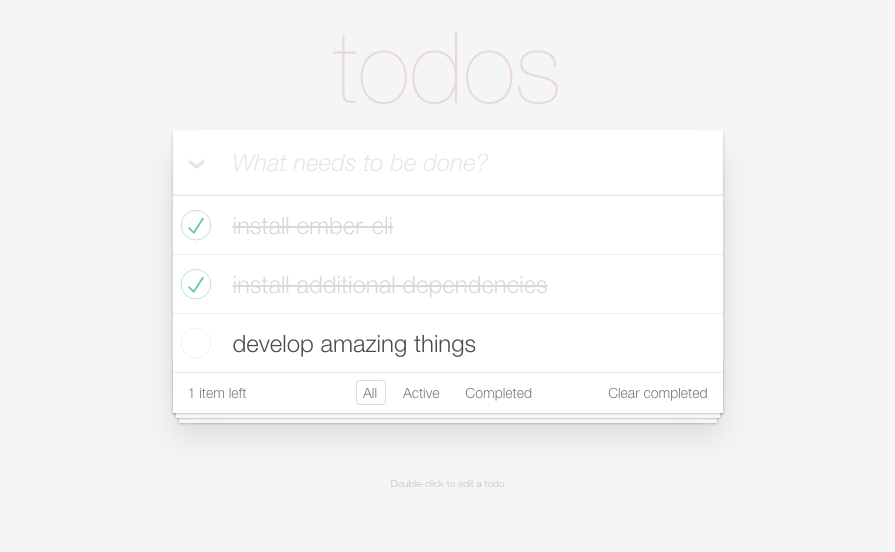 todos
What needs to be done?
install ember-cli
install additional dependencies
develop amazing things
1 item left All Active Completed Clear completed
Double-click to edit a todo